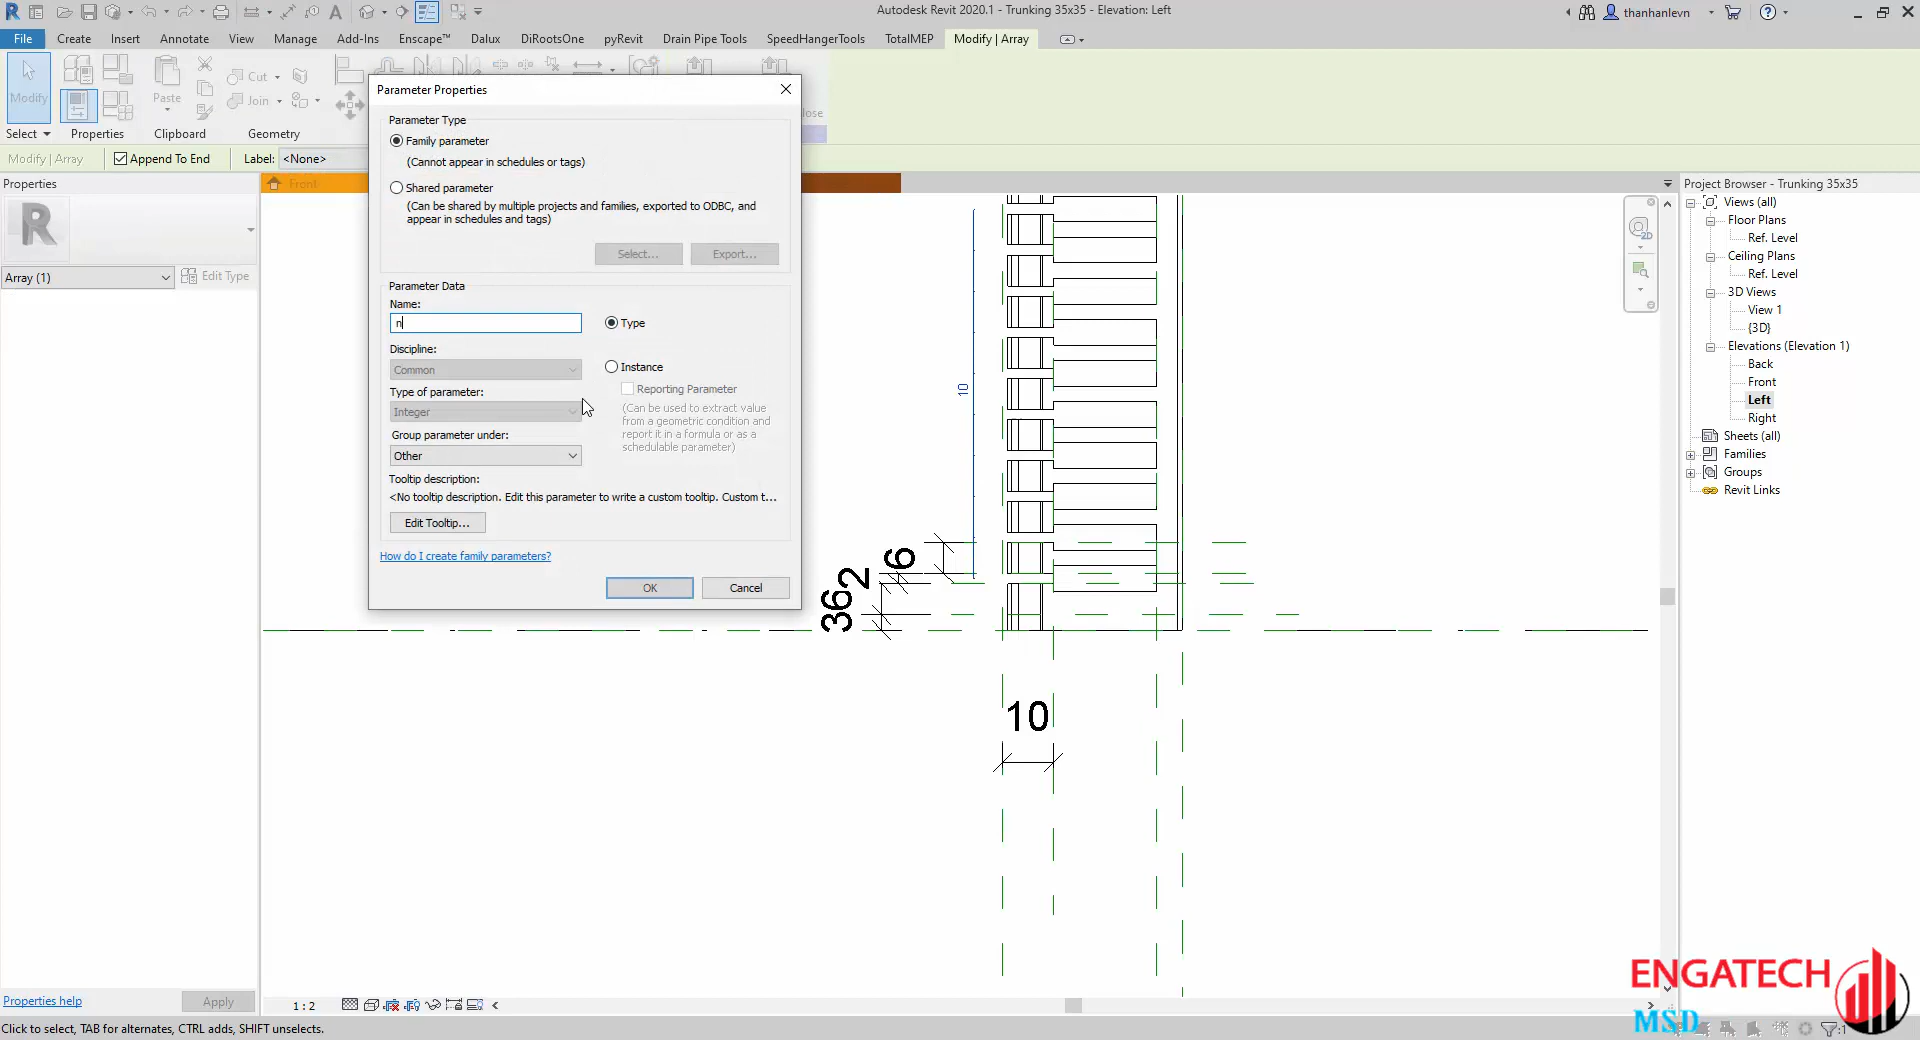 Autodesk Revit 2020.1 - Trunking 35x35 - Elevation: Left
thanhanlevn
File Create Insert Annotate View Manage Add-Ins Enscape™ Dalux DiRootsOne pyRevit Drain Pipe Tools SpeedHangerTools TotalMEP Modify | Array
Modify
Paste
Cut
Join
Select Properties Clipboard Geometry
Modify | Array Append To End Label: <None>
Properties
Array (1)
Edit Type
Front
Parameter Properties
Parameter Type
Family parameter
(Cannot appear in schedules or tags)
Shared parameter
(Can be shared by multiple projects and families, exported to ODBC, and
appear in schedules and tags)
Select... Export...
Parameter Data
Name:
n
Type
Discipline:
Common
Instance
Reporting Parameter
(Can be used to extract value
from a geometric condition and
report it in a formula or as a
schedulable parameter)
Type of parameter:
Integer
Group parameter under:
Other
Tooltip description:
<No tooltip description. Edit this parameter to write a custom tooltip. Custom t...
Edit Tooltip...
How do I create family parameters?
OK Cancel
10
6
2
36
10
2D
Project Browser - Trunking 35x35
Views (all)
Floor Plans
Ref. Level
Ceiling Plans
Ref. Level
3D Views
View 1
{3D}
Elevations (Elevation 1)
Back
Front
Left
Right
Sheets (all)
Families
Groups
Revit Links
Properties help Apply
1 : 2
Click to select, TAB for alternates, CTRL adds, SHIFT unselects.
ENGATECH
MSD
:1